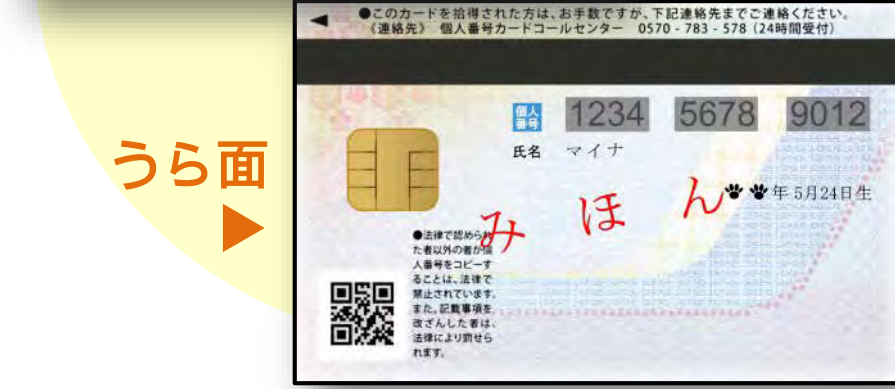 うら面
●このカードを拾得された方は、お手数ですが、下記連絡先までご連絡ください。
《連絡先》 個人番号カードコールセンター 0570 - 783 - 578（24時間受付）
個人番号 1234 5678 9012
氏名 マイナ
年 5月24日生
みほん
●法律で認められ
た者以外の者が個
人番号をコピーす
ることは、法律で
禁止されています。
また、記載事項を
改ざんした者は、
法律により罰せら
れます。